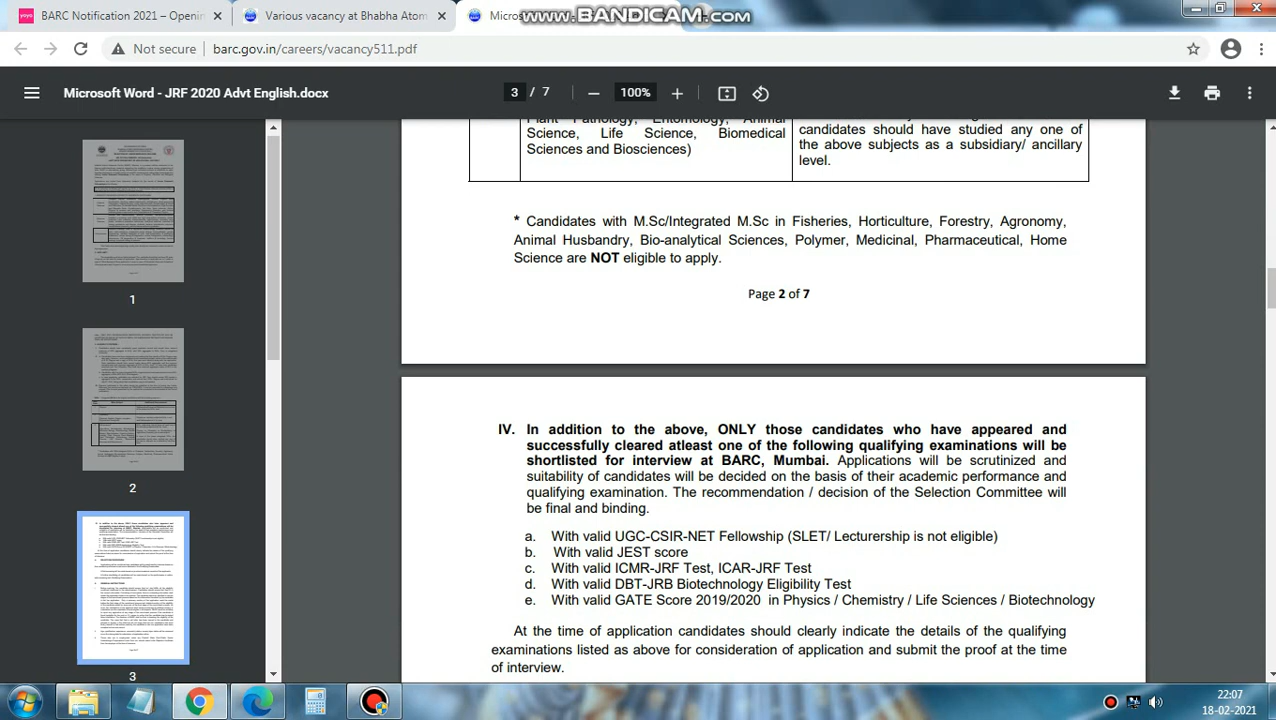 BARC Notification 2021 – Openi
Various vacancy at Bhabha Atom
Micros
www.BANDICAM.com
Not secure
barc.gov.in/careers/vacancy511.pdf
Microsoft Word - JRF 2020 Advt English.docx
3 / 7
100%
Plant Pathology, Entomology, Animal
Science, Life Science, Biomedical
Sciences and Biosciences)
candidates should have studied any one of
the above subjects as a subsidiary/ ancillary
level.
* Candidates with M.Sc/Integrated M.Sc in Fisheries, Horticulture, Forestry, Agronomy,
Animal Husbandry, Bio-analytical Sciences, Polymer, Medicinal, Pharmaceutical, Home
Science are NOT eligible to apply.
Page 2 of 7
IV. In addition to the above, ONLY those candidates who have appeared and
successfully cleared atleast one of the following qualifying examinations will be
shortlisted for interview at BARC, Mumbai. Applications will be scrutinized and
suitability of candidates will be decided on the basis of their academic performance and
qualifying examination. The recommendation / decision of the Selection Committee will
be final and binding.
a. With valid UGC-CSIR-NET Fellowship (SLET/ Lecturership is not eligible)
b. With valid JEST score
c. With valid ICMR-JRF Test, ICAR-JRF Test
d. With valid DBT-JRB Biotechnology Eligibility Test
e. With valid GATE Score 2019/2020 in Physics / Chemistry / Life Sciences / Biotechnology
At the time of application candidates should clearly indicate the details of the qualifying
examinations listed as above for consideration of application and submit the proof at the time
of interview.
1
2
3
22:07
18-02-2021